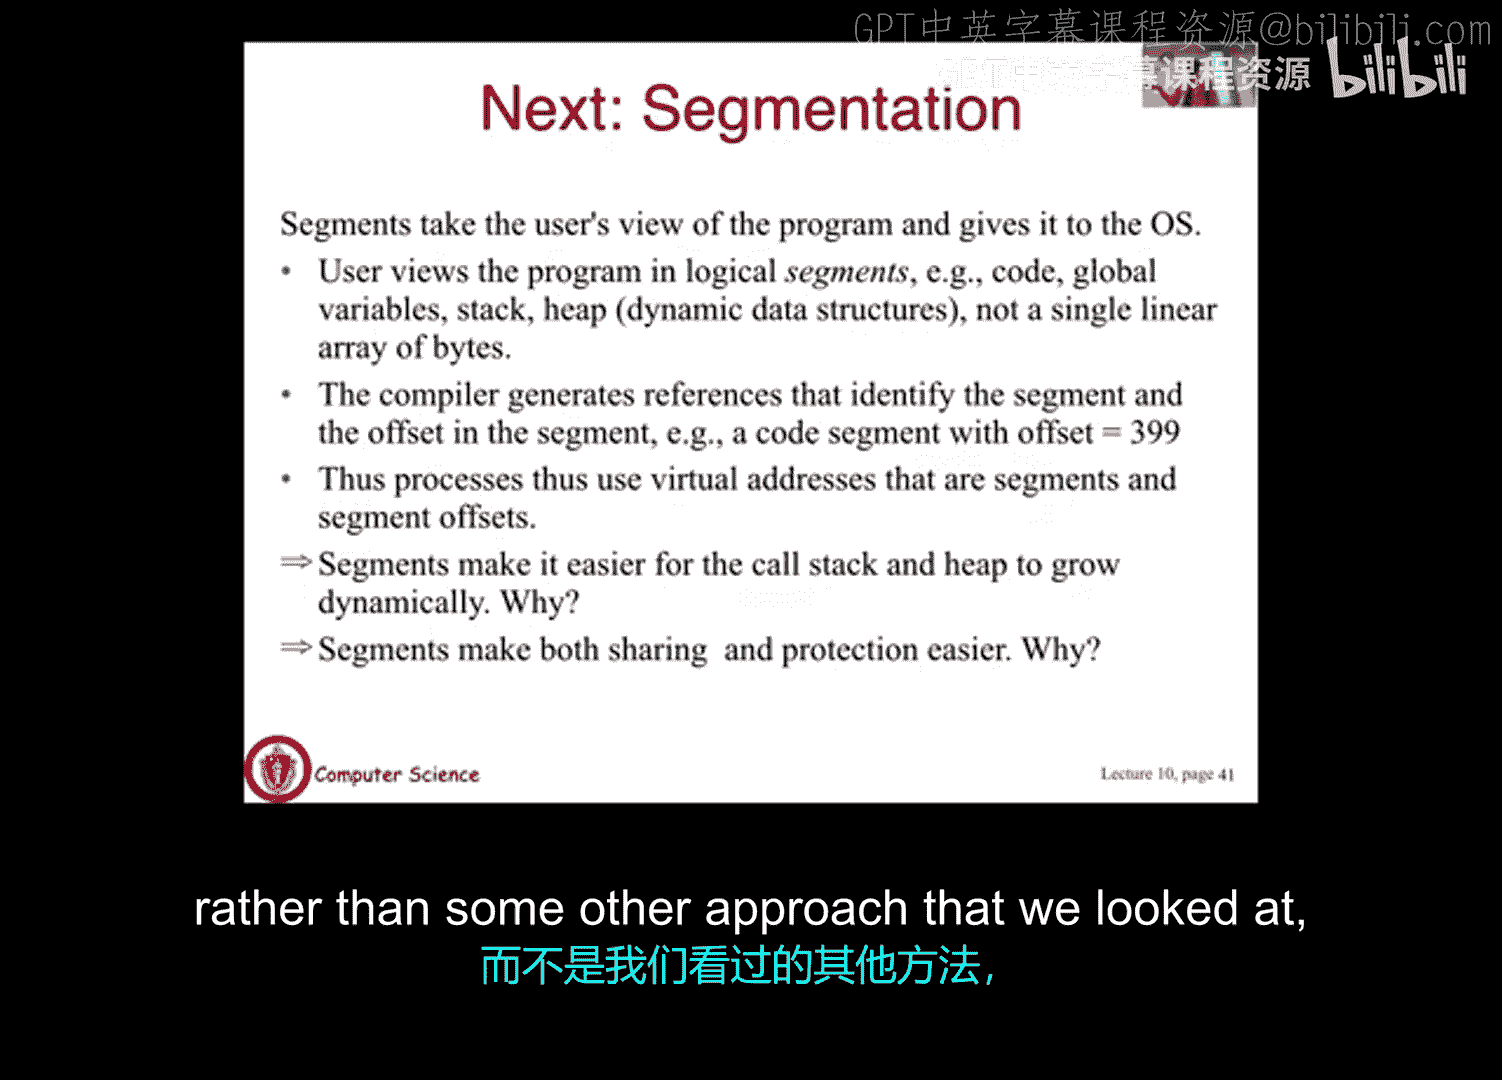 GPT中英字幕课程资源@bilibili.com
课程资源 bilibili
Next: Segmentation
Segments take the user's view of the program and gives it to the OS.
• User views the program in logical segments, e.g., code, global
variables, stack, heap (dynamic data structures), not a single linear
array of bytes.
• The compiler generates references that identify the segment and
the offset in the segment, e.g., a code segment with offset = 399
• Thus processes thus use virtual addresses that are segments and
segment offsets.
⇒ Segments make it easier for the call stack and heap to grow
dynamically. Why?
⇒ Segments make both sharing and protection easier. Why?
Computer Science
Lecture 10, page 41
rather than some other approach that we looked at,
而不是我们看过的其他方法，